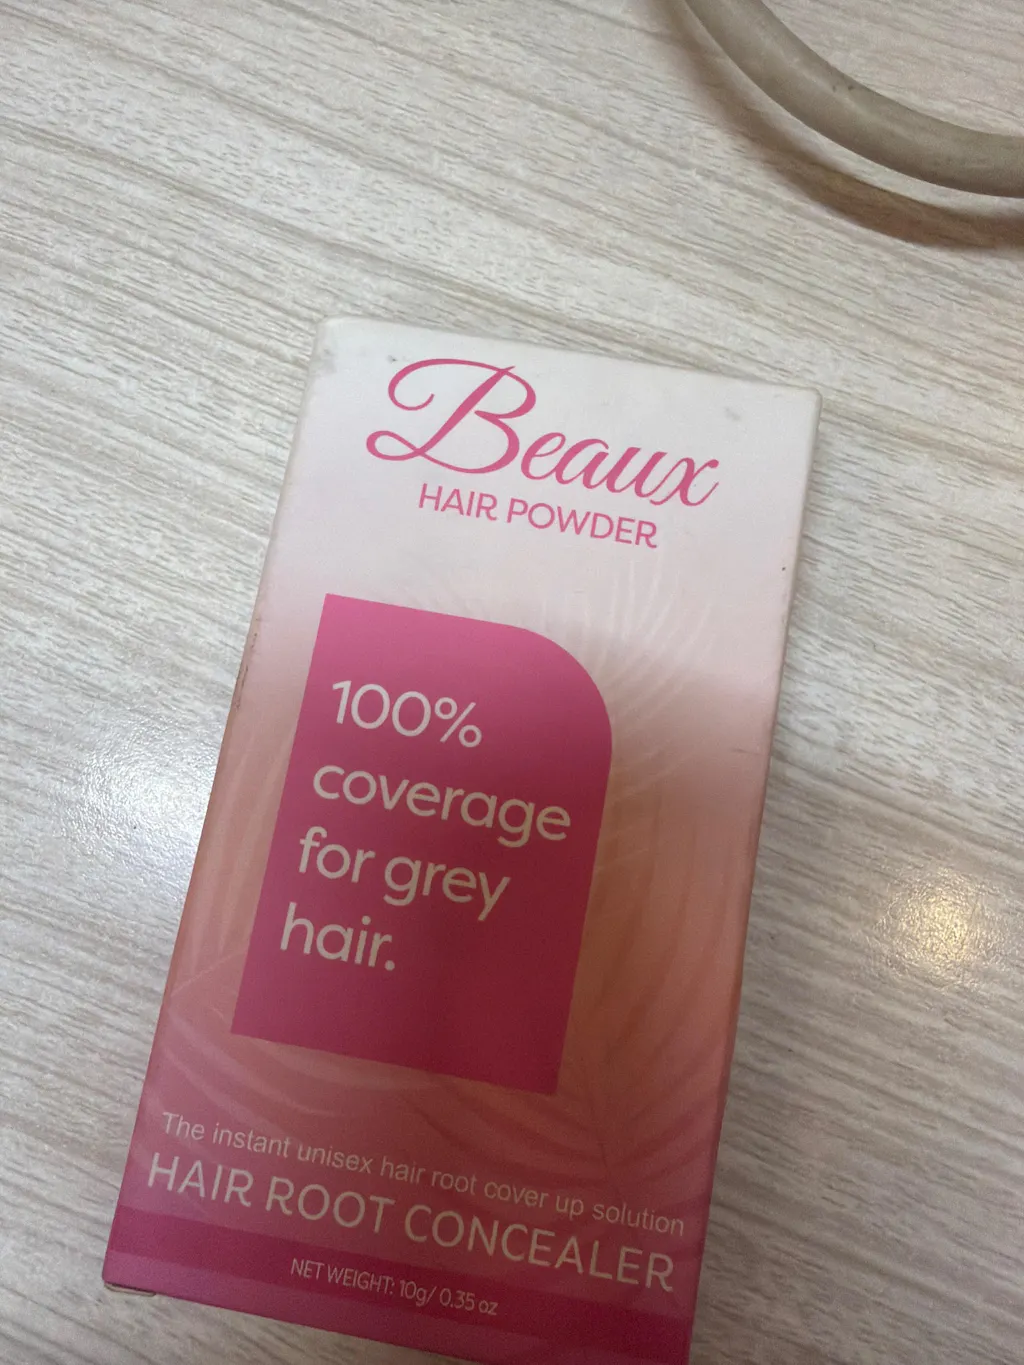 Beaux
HAIR POWDER
100%
coverage
for grey
hair.
The instant unisex hair root cover up solution
HAIR ROOT CONCEALER
NET WEIGHT: 10g/ 0.35 oz